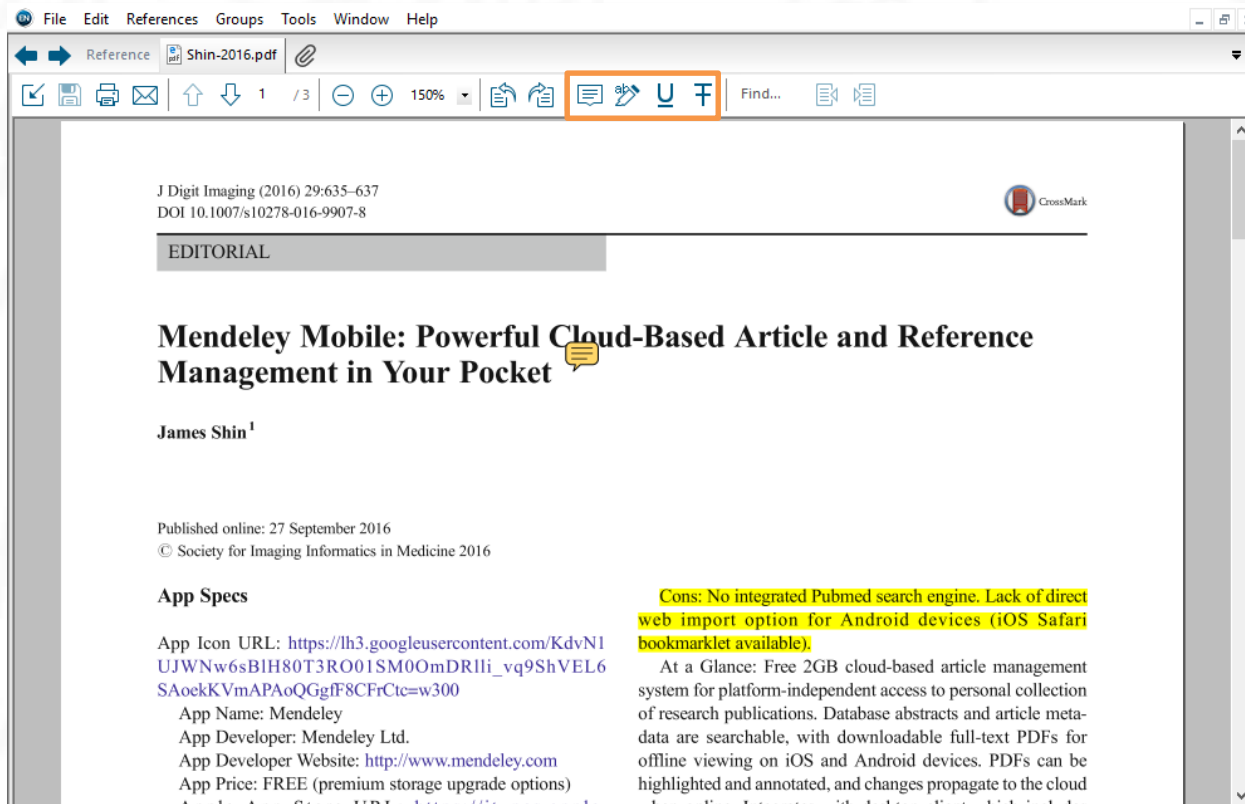 EN File Edit References Groups Tools Window Help
Reference Shin-2016.pdf
1 / 3 150% ab U T Find...
J Digit Imaging (2016) 29:635–637
DOI 10.1007/s10278-016-9907-8
CrossMark
EDITORIAL
Mendeley Mobile: Powerful Cloud-Based Article and Reference
Management in Your Pocket
James Shin1
Published online: 27 September 2016
© Society for Imaging Informatics in Medicine 2016
App Specs
App Icon URL: https://lh3.googleusercontent.com/KdvN1
UJWNw6sBlH80T3RO01SM0OmDRlli_vq9ShVEL6
SAoekKVmAPAoQGgfF8CFrCtc=w300
App Name: Mendeley
App Developer: Mendeley Ltd.
App Developer Website: http://www.mendeley.com
App Price: FREE (premium storage upgrade options)
Cons: No integrated Pubmed search engine. Lack of direct
web import option for Android devices (iOS Safari
bookmarklet available).
At a Glance: Free 2GB cloud-based article management
system for platform-independent access to personal collection
of research publications. Database abstracts and article meta-
data are searchable, with downloadable full-text PDFs for
offline viewing on iOS and Android devices. PDFs can be
highlighted and annotated, and changes propagate to the cloud